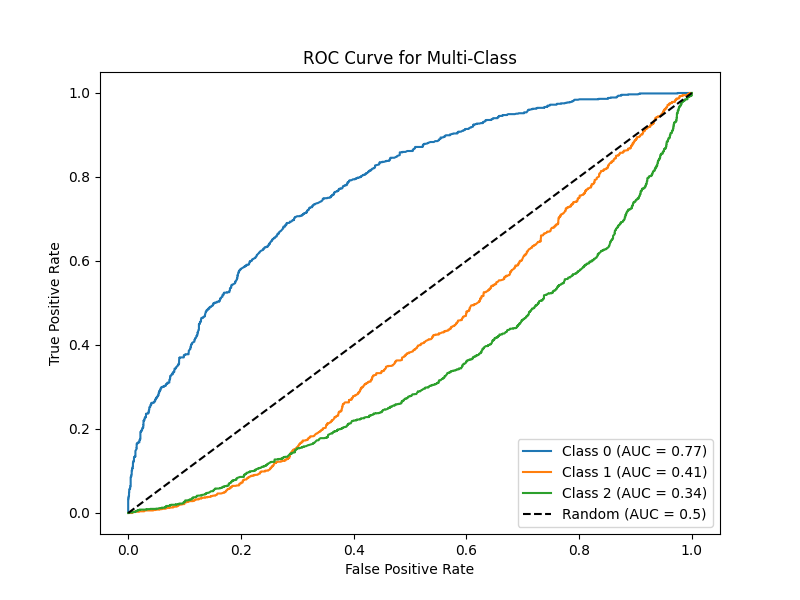 ROC Curve for Multi-Class
True Positive Rate
1.0
0.8
0.6
0.4
0.2
0.0
0.0 0.2 0.4 0.6 0.8 1.0
False Positive Rate
Class 0 (AUC = 0.77)
Class 1 (AUC = 0.41)
Class 2 (AUC = 0.34)
Random (AUC = 0.5)